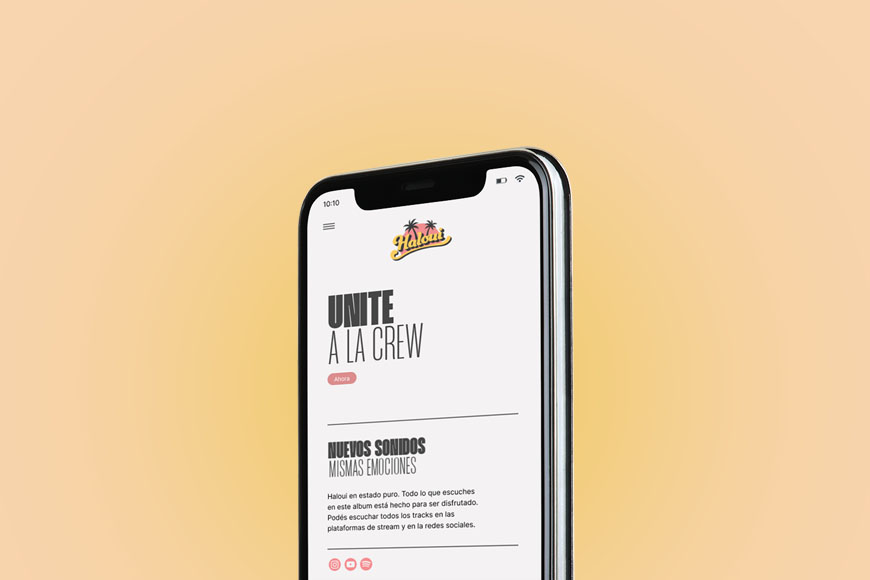 10:10
Haloui
UNITE
A LA CREW
Ahora
NUEVOS SONIDOS
MISMAS EMOCIONES
Haloui en estado puro. Todo lo que escuches
en este album está hecho para ser disfrutado.
Podés escuchar todos los tracks en las
plataformas de stream y en la redes sociales.